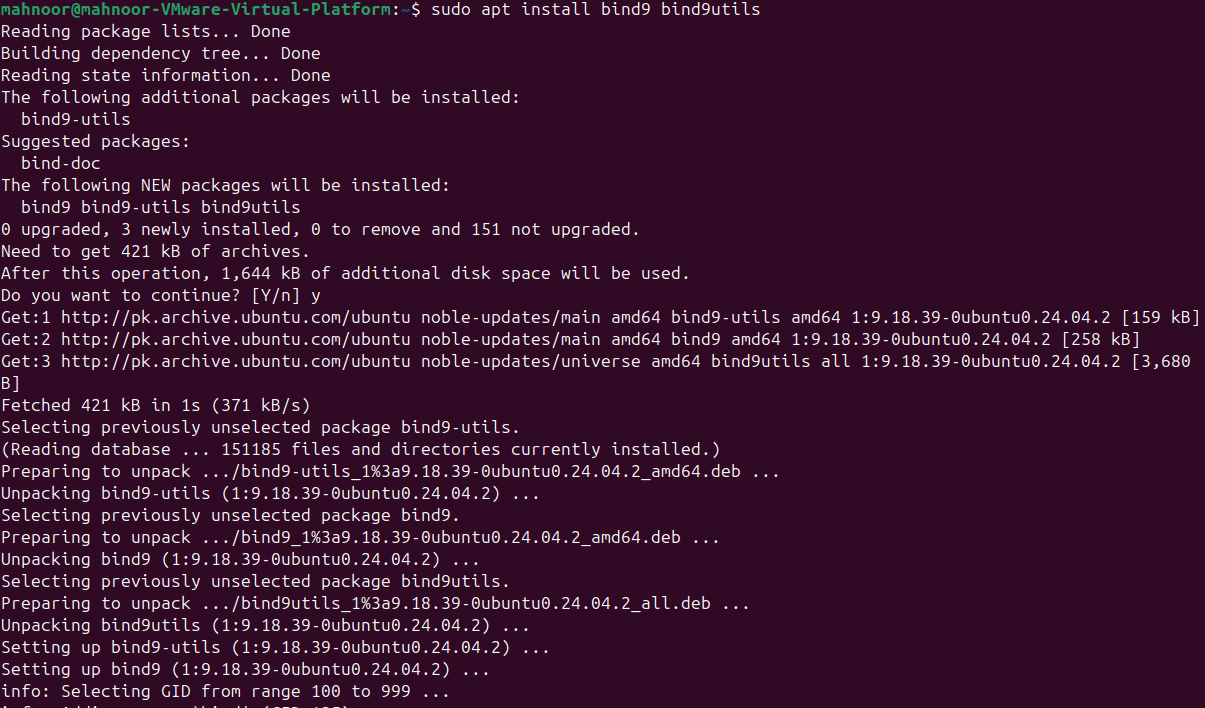 mahnoor@mahnoor-VMware-Virtual-Platform:~$ sudo apt install bind9 bind9utils
Reading package lists... Done
Building dependency tree... Done
Reading state information... Done
The following additional packages will be installed:
  bind9-utils
Suggested packages:
  bind-doc
The following NEW packages will be installed:
  bind9 bind9-utils bind9utils
0 upgraded, 3 newly installed, 0 to remove and 151 not upgraded.
Need to get 421 kB of archives.
After this operation, 1,644 kB of additional disk space will be used.
Do you want to continue? [Y/n] y
Get:1 http://pk.archive.ubuntu.com/ubuntu noble-updates/main amd64 bind9-utils amd64 1:9.18.39-0ubuntu0.24.04.2 [159 kB]
Get:2 http://pk.archive.ubuntu.com/ubuntu noble-updates/main amd64 bind9 amd64 1:9.18.39-0ubuntu0.24.04.2 [258 kB]
Get:3 http://pk.archive.ubuntu.com/ubuntu noble-updates/universe amd64 bind9utils all 1:9.18.39-0ubuntu0.24.04.2 [3,680
B]
Fetched 421 kB in 1s (371 kB/s)
Selecting previously unselected package bind9-utils.
(Reading database ... 151185 files and directories currently installed.)
Preparing to unpack .../bind9-utils_1%3a9.18.39-0ubuntu0.24.04.2_amd64.deb ...
Unpacking bind9-utils (1:9.18.39-0ubuntu0.24.04.2) ...
Selecting previously unselected package bind9.
Preparing to unpack .../bind9_1%3a9.18.39-0ubuntu0.24.04.2_amd64.deb ...
Unpacking bind9 (1:9.18.39-0ubuntu0.24.04.2) ...
Selecting previously unselected package bind9utils.
Preparing to unpack .../bind9utils_1%3a9.18.39-0ubuntu0.24.04.2_all.deb ...
Unpacking bind9utils (1:9.18.39-0ubuntu0.24.04.2) ...
Setting up bind9-utils (1:9.18.39-0ubuntu0.24.04.2) ...
Setting up bind9 (1:9.18.39-0ubuntu0.24.04.2) ...
info: Selecting GID from range 100 to 999 ...